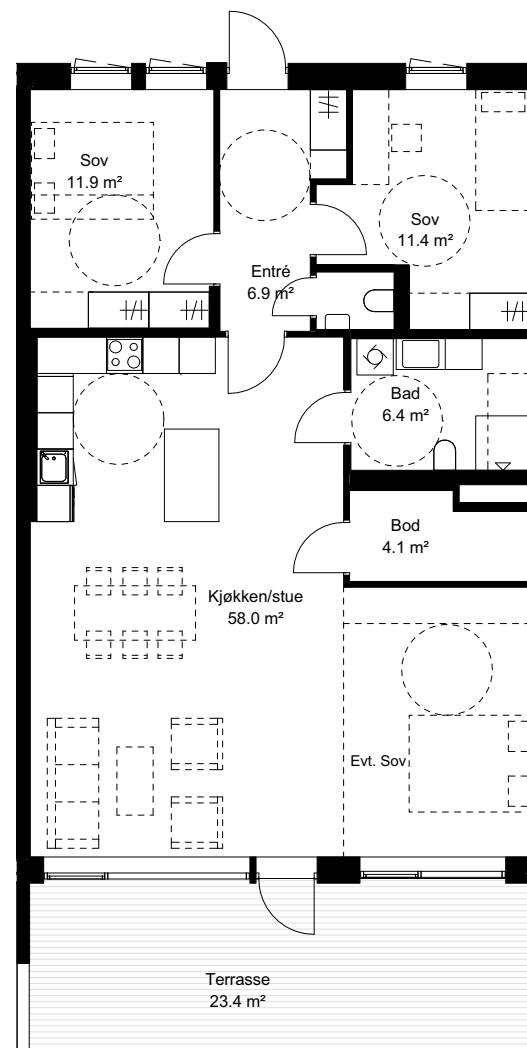 Sov
11.9 m²
Sov
11.4 m²
Entré
6.9 m²
Bad
6.4 m²
Bod
4.1 m²
Kjøkken/stue
58.0 m²
Evt. Sov
Terrasse
23.4 m²